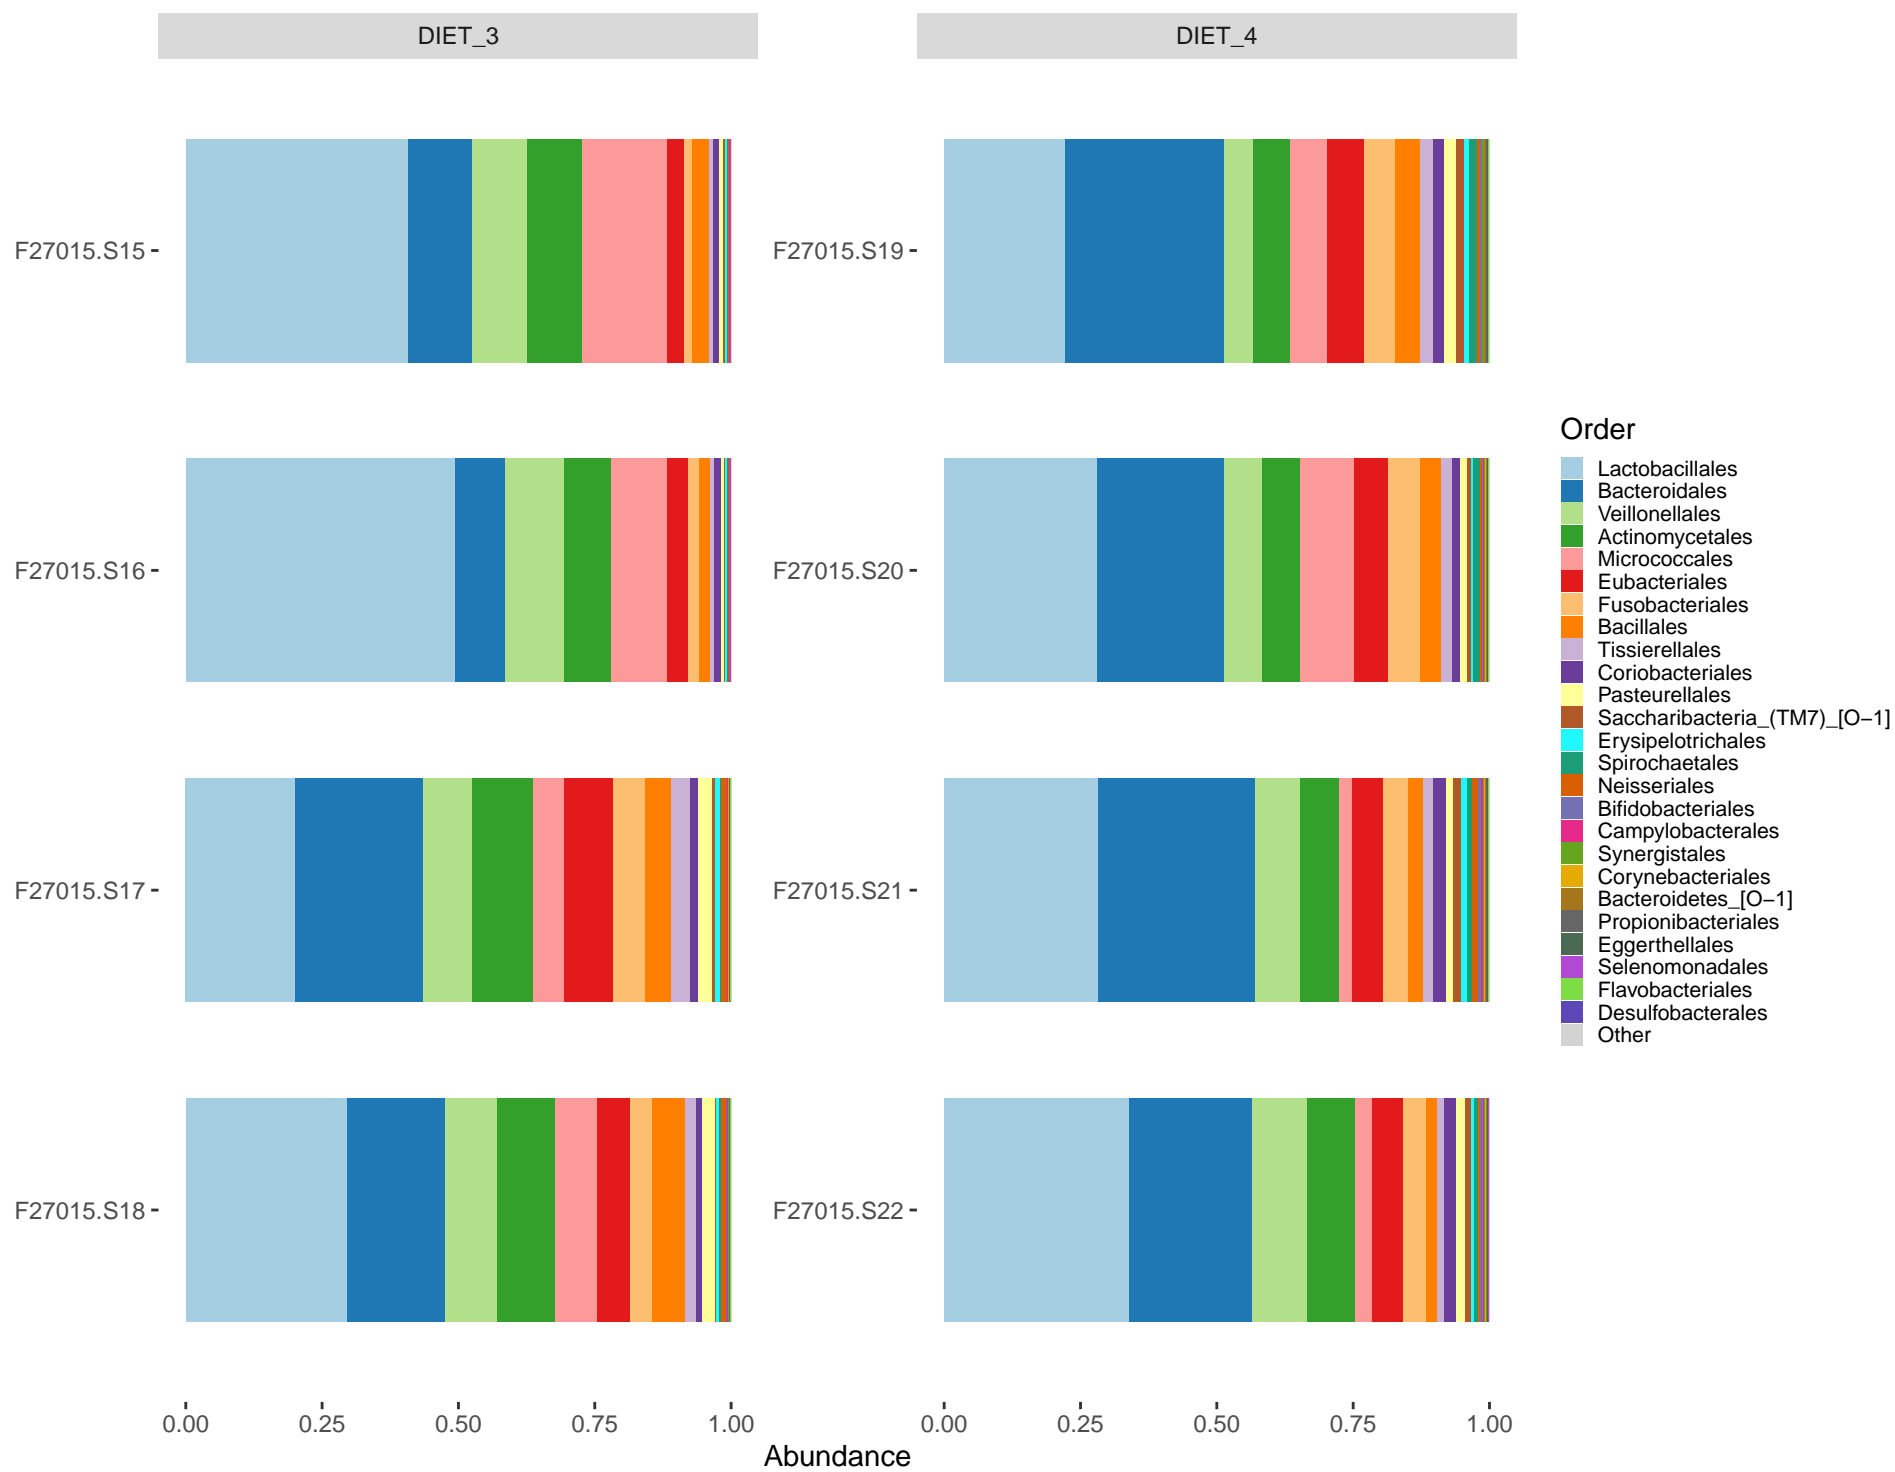 DIET_3
DIET_4
F27015.S15
F27015.S19
F27015.S16
F27015.S20
F27015.S17
F27015.S21
F27015.S18
F27015.S22
0.00 0.25 0.50 0.75 1.00
0.00 0.25 0.50 0.75 1.00
Abundance
Order
Lactobacillales
Bacteroidales
Veillonellales
Actinomycetales
Micrococcales
Eubacteriales
Fusobacteriales
Bacillales
Tissierellales
Coriobacteriales
Pasteurellales
Saccharibacteria_(TM7)_[O−1]
Erysipelotrichales
Spirochaetales
Neisseriales
Bifidobacteriales
Campylobacterales
Synergistales
Corynebacteriales
Bacteroidetes_[O−1]
Propionibacteriales
Eggerthellales
Selenomonadales
Flavobacteriales
Desulfobacterales
Other